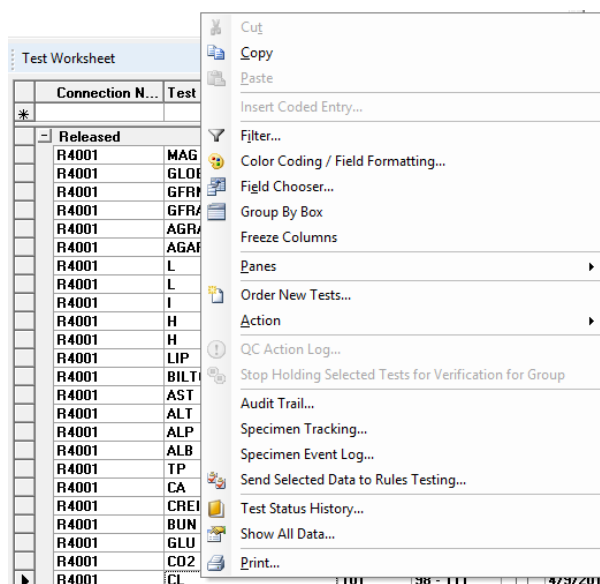 Test Worksheet
Connection N... Test
Released
R4001 MAG
R4001
R4001
R4001
R4001
R4001
R4001 L
R4001 L
R4001 I
R4001 H
R4001 H
R4001 LIP
R4001
R4001 AST
R4001 ALT
R4001 ALP
R4001 ALB
R4001 TP
R4001 CA
R4001
R4001 BUN
R4001 GLU
R4001 CO2
R4001 CL 101 98 - 111
Cut
Copy
Paste
Insert Coded Entry...
Filter...
Color Coding / Field Formatting...
Field Chooser...
Group By Box
Freeze Columns
Panes
Order New Tests...
Action
QC Action Log...
Stop Holding Selected Tests for Verification for Group
Audit Trail...
Specimen Tracking...
Specimen Event Log...
Send Selected Data to Rules Testing...
Test Status History...
Show All Data...
Print...